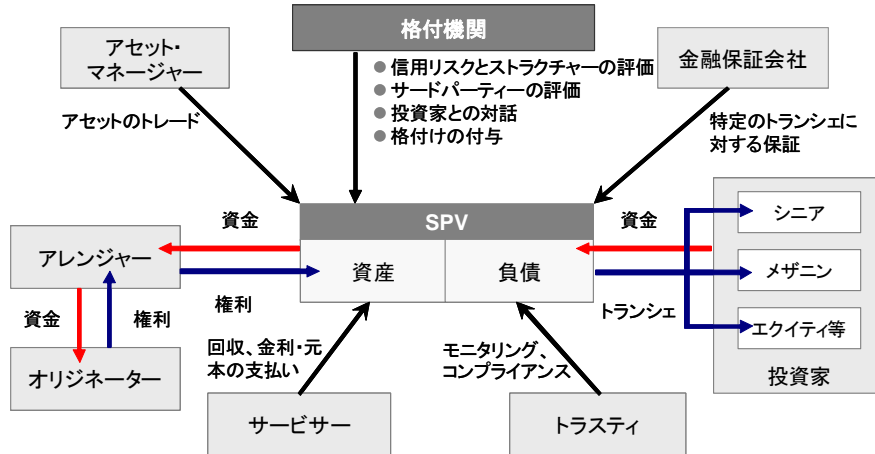 格付機関
アセット・
マネージャー
金融保証会社
●信用リスクとストラクチャーの評価
●サードパーティーの評価
●投資家との対話
●格付けの付与
アセットのトレード
特定のトランシェに
対する保証
SPV
資産
負債
資金
資金
シニア
メザニン
エクイティ等
投資家
アレンジャー
権利
トランシェ
資金
権利
オリジネーター
回収、金利・元
本の支払い
モニタリング、
コンプライアンス
サービサー
トラスティ